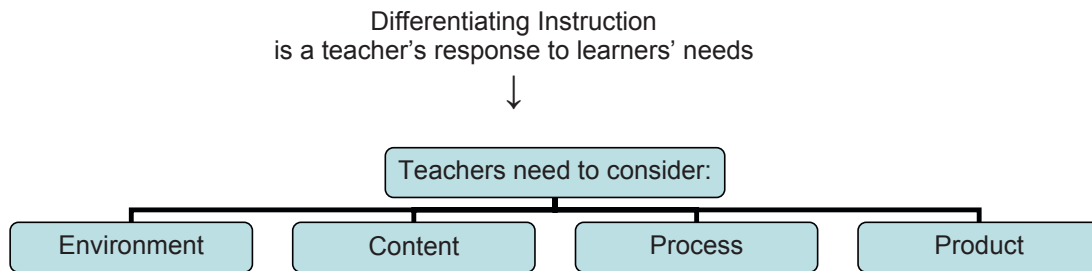 Differentiating Instruction
is a teacher’s response to learners’ needs
↓
Teachers need to consider:
Environment
Content
Process
Product